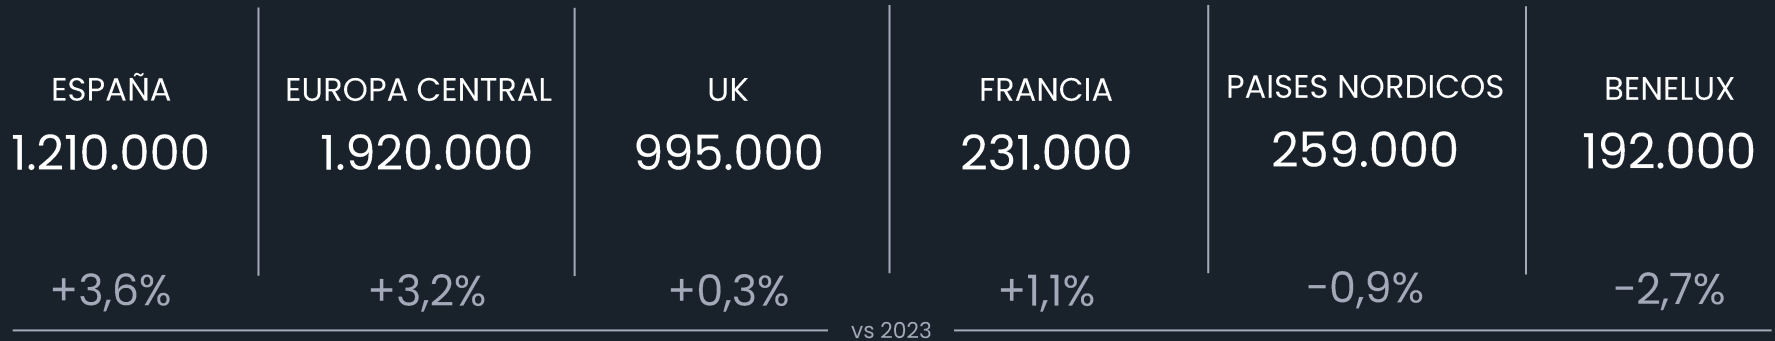 ESPAÑA
1.210.000
+3,6%
EUROPA CENTRAL
1.920.000
+3,2%
UK
995.000
+0,3%
FRANCIA
231.000
+1,1%
PAISES NORDICOS
259.000
-0,9%
BENELUX
192.000
-2,7%
vs 2023